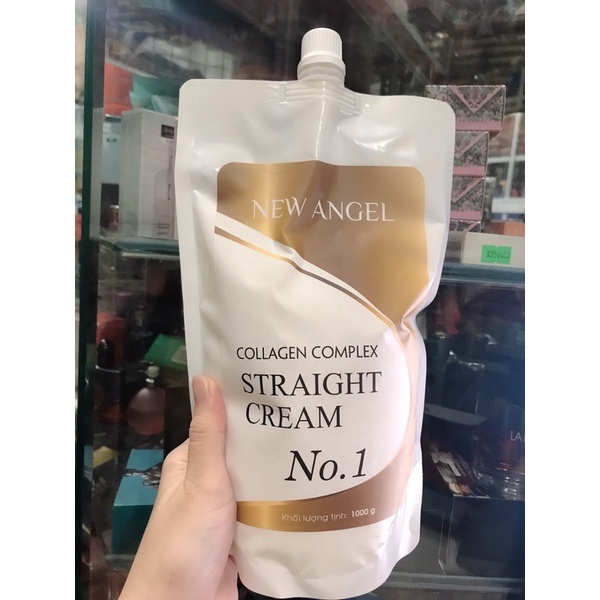 NEW ANGEL
COLLAGEN COMPLEX
STRAIGHT
CREAM
No.1
Khối lượng tịnh: 1000 g